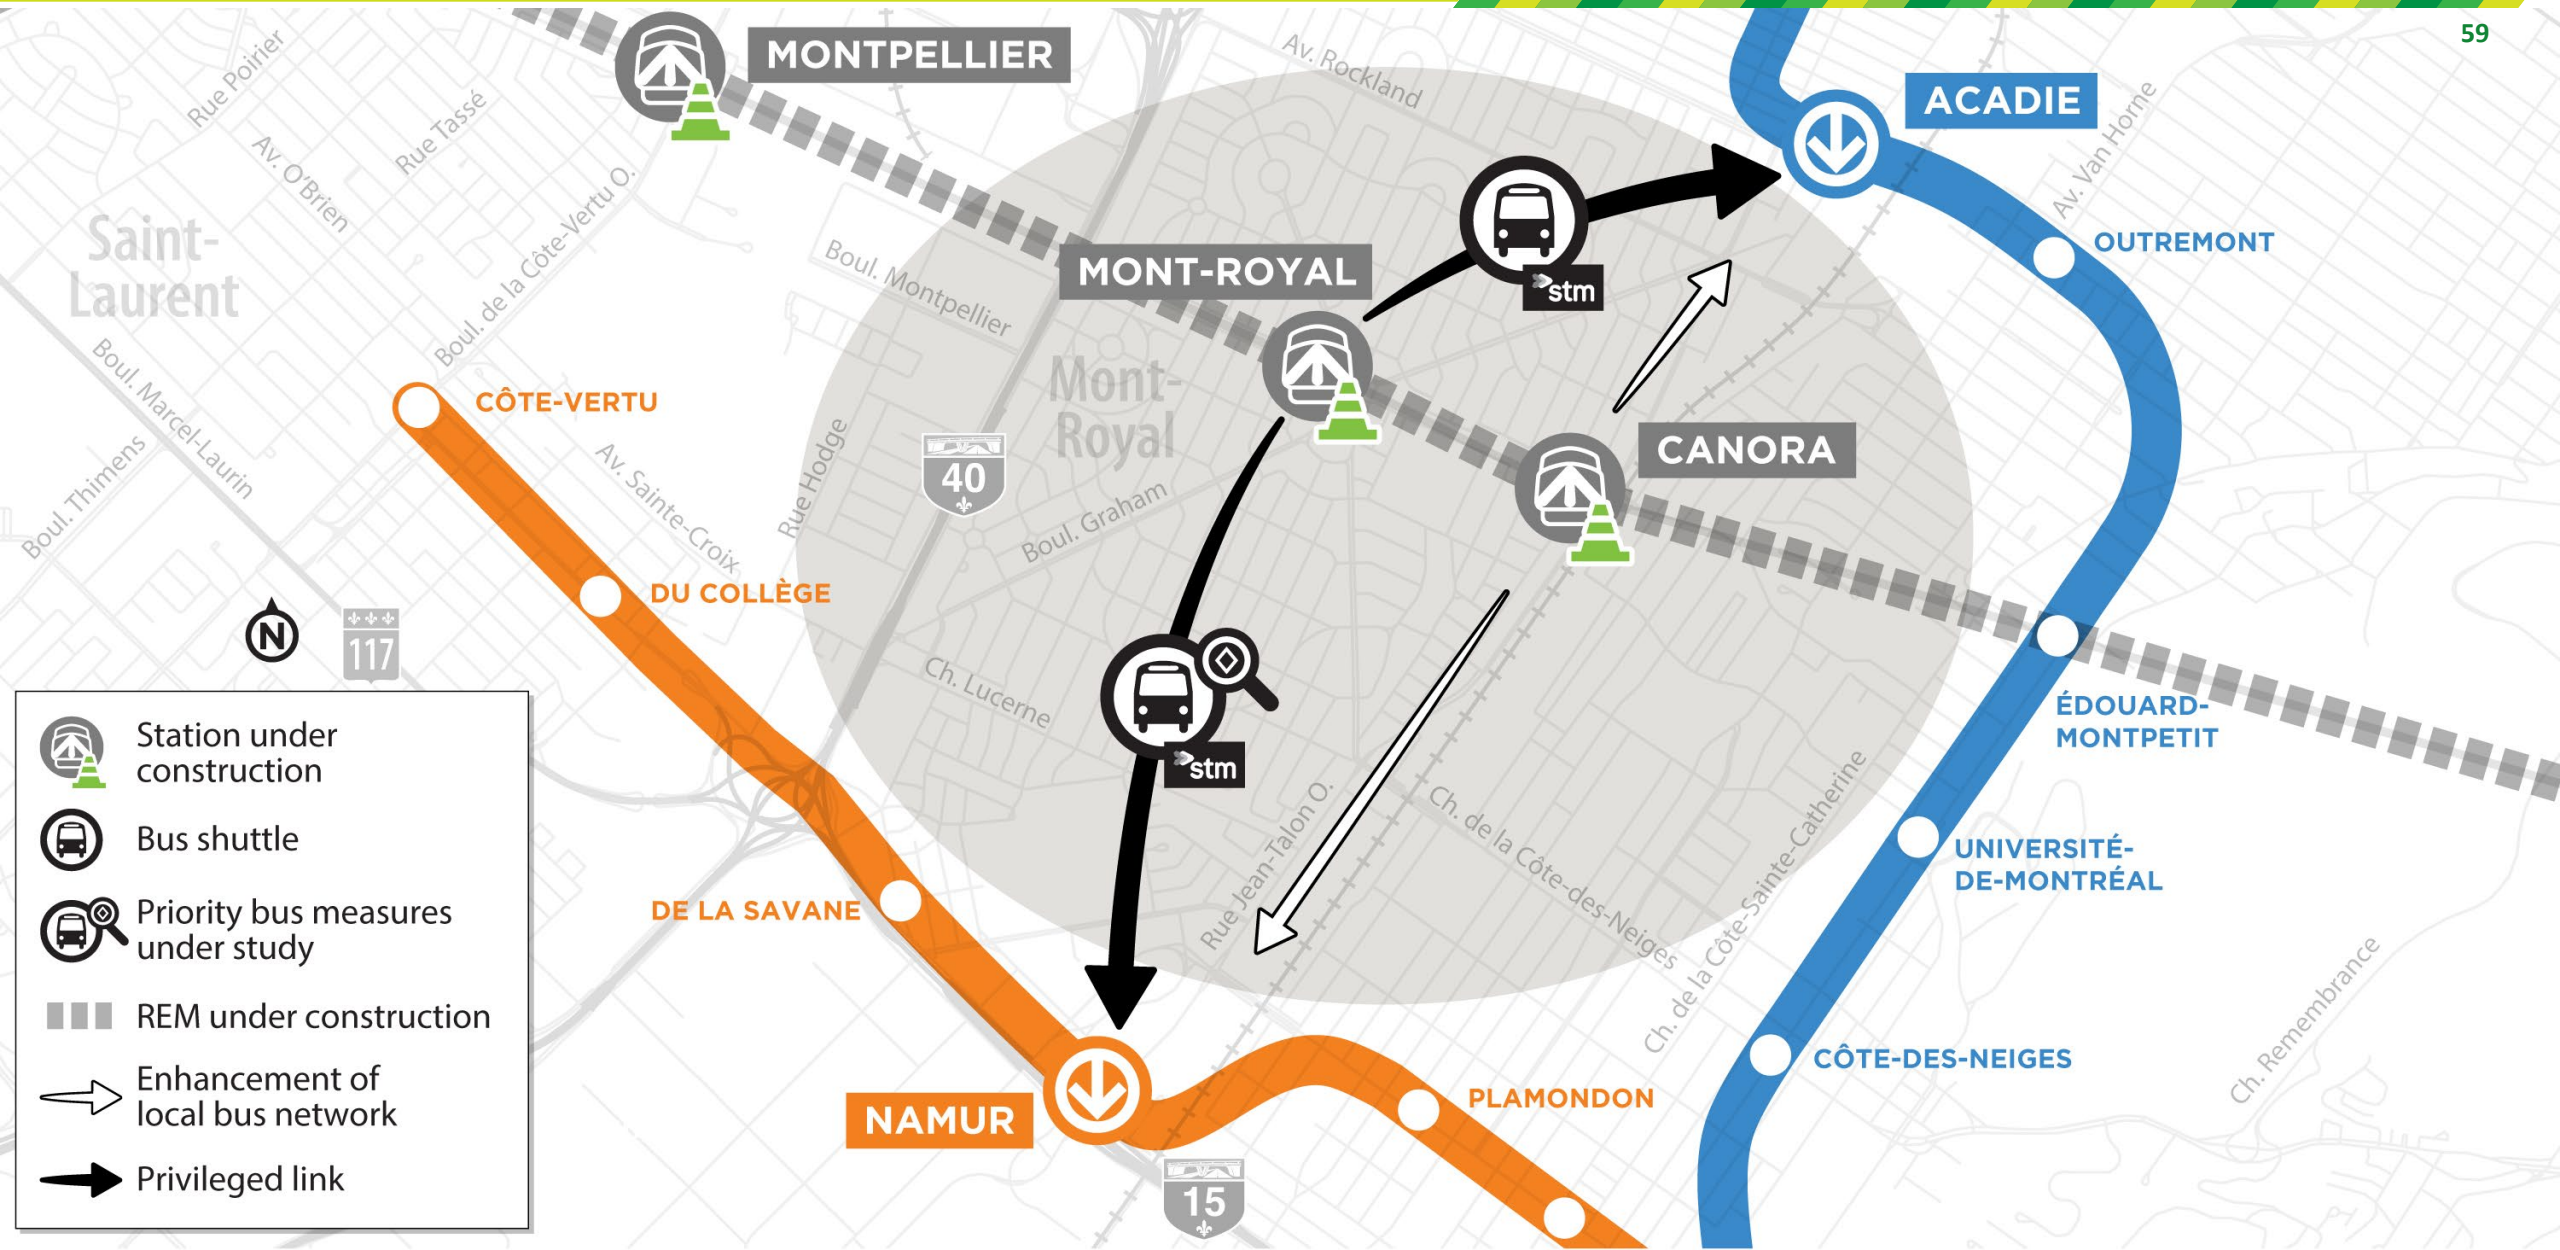 59
MONTPELLIER
ACADIE
Av. Rockland
Rue Poirier
Rue Tassé
Av. O'Brien
Av. Van Horne
Saint-
Laurent
Boul. de la Côte-Vertu O.
Boul. Montpellier
MONT-ROYAL
stm
OUTREMONT
Boul. Marcel-Laurin
Boul. Thimens
CÔTE-VERTU
Av. Sainte-Croix
Rue Hodge
Mont-
Royal
40
Boul. Graham
CANORA
DU COLLÈGE
N
117
Ch. Lucerne
stm
ÉDOUARD-
MONTPETIT
Rue Jean-Talon O.
Ch. de la Côte-des-Neiges
Ch. de la Côte-Sainte-Catherine
UNIVERSITÉ-
DE-MONTRÉAL
DE LA SAVANE
Ch. Remembrance
CÔTE-DES-NEIGES
NAMUR
PLAMONDON
15
Station under
construction
Bus shuttle
Priority bus measures
under study
REM under construction
Enhancement of
local bus network
Privileged link